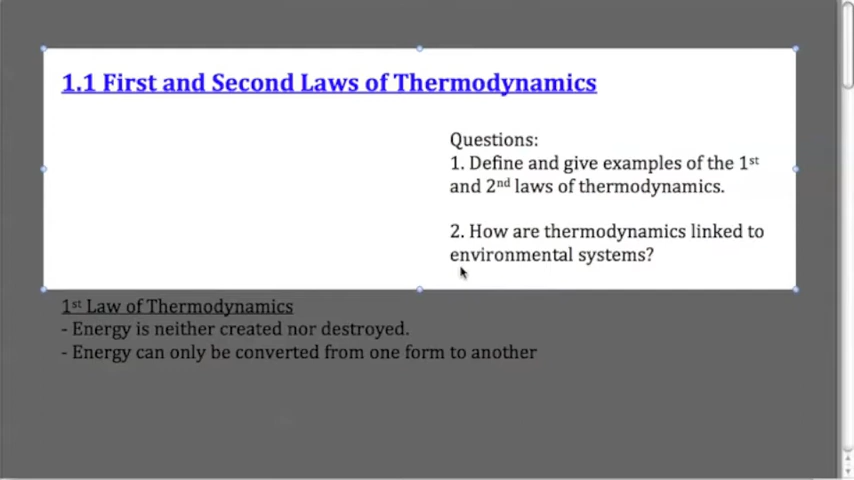 1.1 First and Second Laws of Thermodynamics
Questions:
1. Define and give examples of the 1st
and 2nd laws of thermodynamics.
2. How are thermodynamics linked to
environmental systems?
1st Law of Thermodynamics
- Energy is neither created nor destroyed.
- Energy can only be converted from one form to another